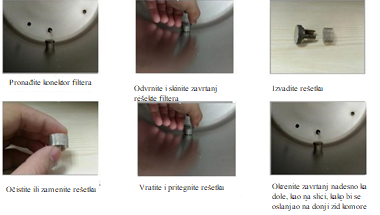 Pronađite konektor filtera
Odvrnite i skinite zavrtanj
rešetke filtera
Izvadite rešetku
Očistite ili zamenite rešetku
Vratite i pritegnite rešetku
Okrenite zavrtanj nadesno ka
dole, kao na slici, kako bi se
oslanjao na donji zid komore